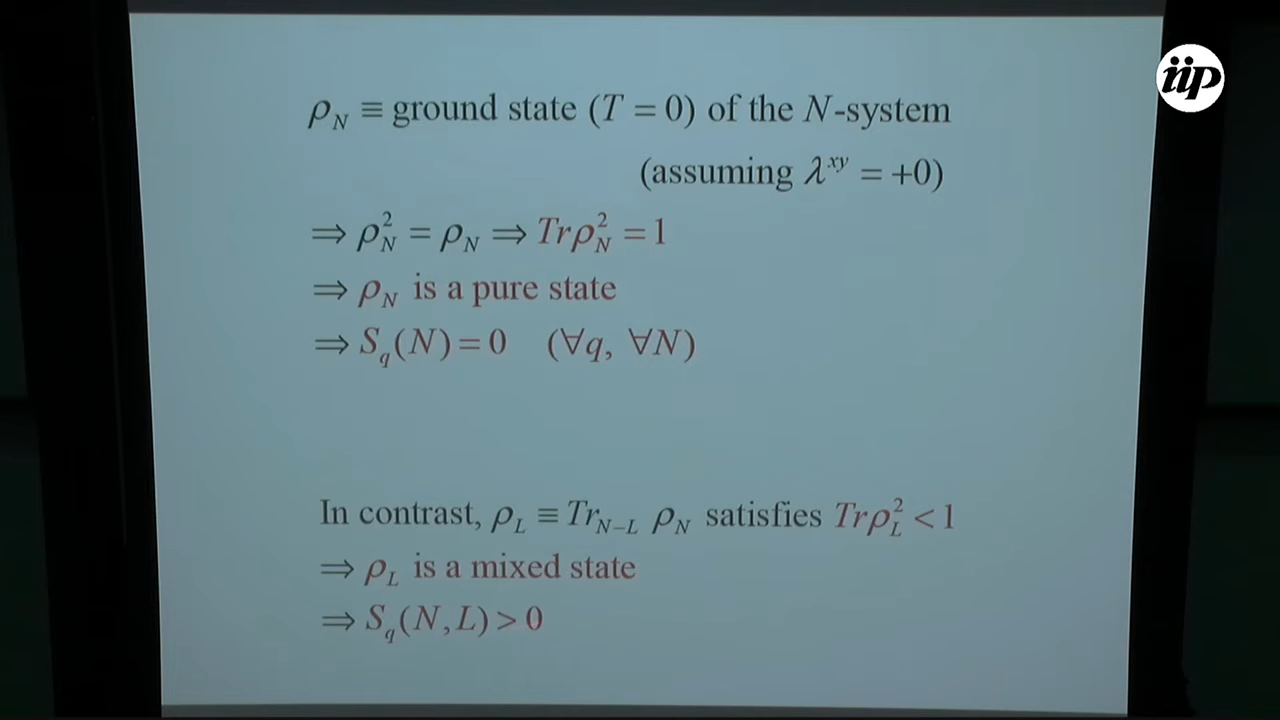 iip
ρ_N ≡ ground state (T = 0) of the N-system
(assuming λ^{xy} = +0)
⇒ ρ_N^2 = ρ_N ⇒ Trρ_N^2 = 1
⇒ ρ_N is a pure state
⇒ S_q(N) = 0 (∀q, ∀N)
In contrast, ρ_L ≡ Tr_{N−L} ρ_N satisfies Trρ_L^2 < 1
⇒ ρ_L is a mixed state
⇒ S_q(N,L) > 0